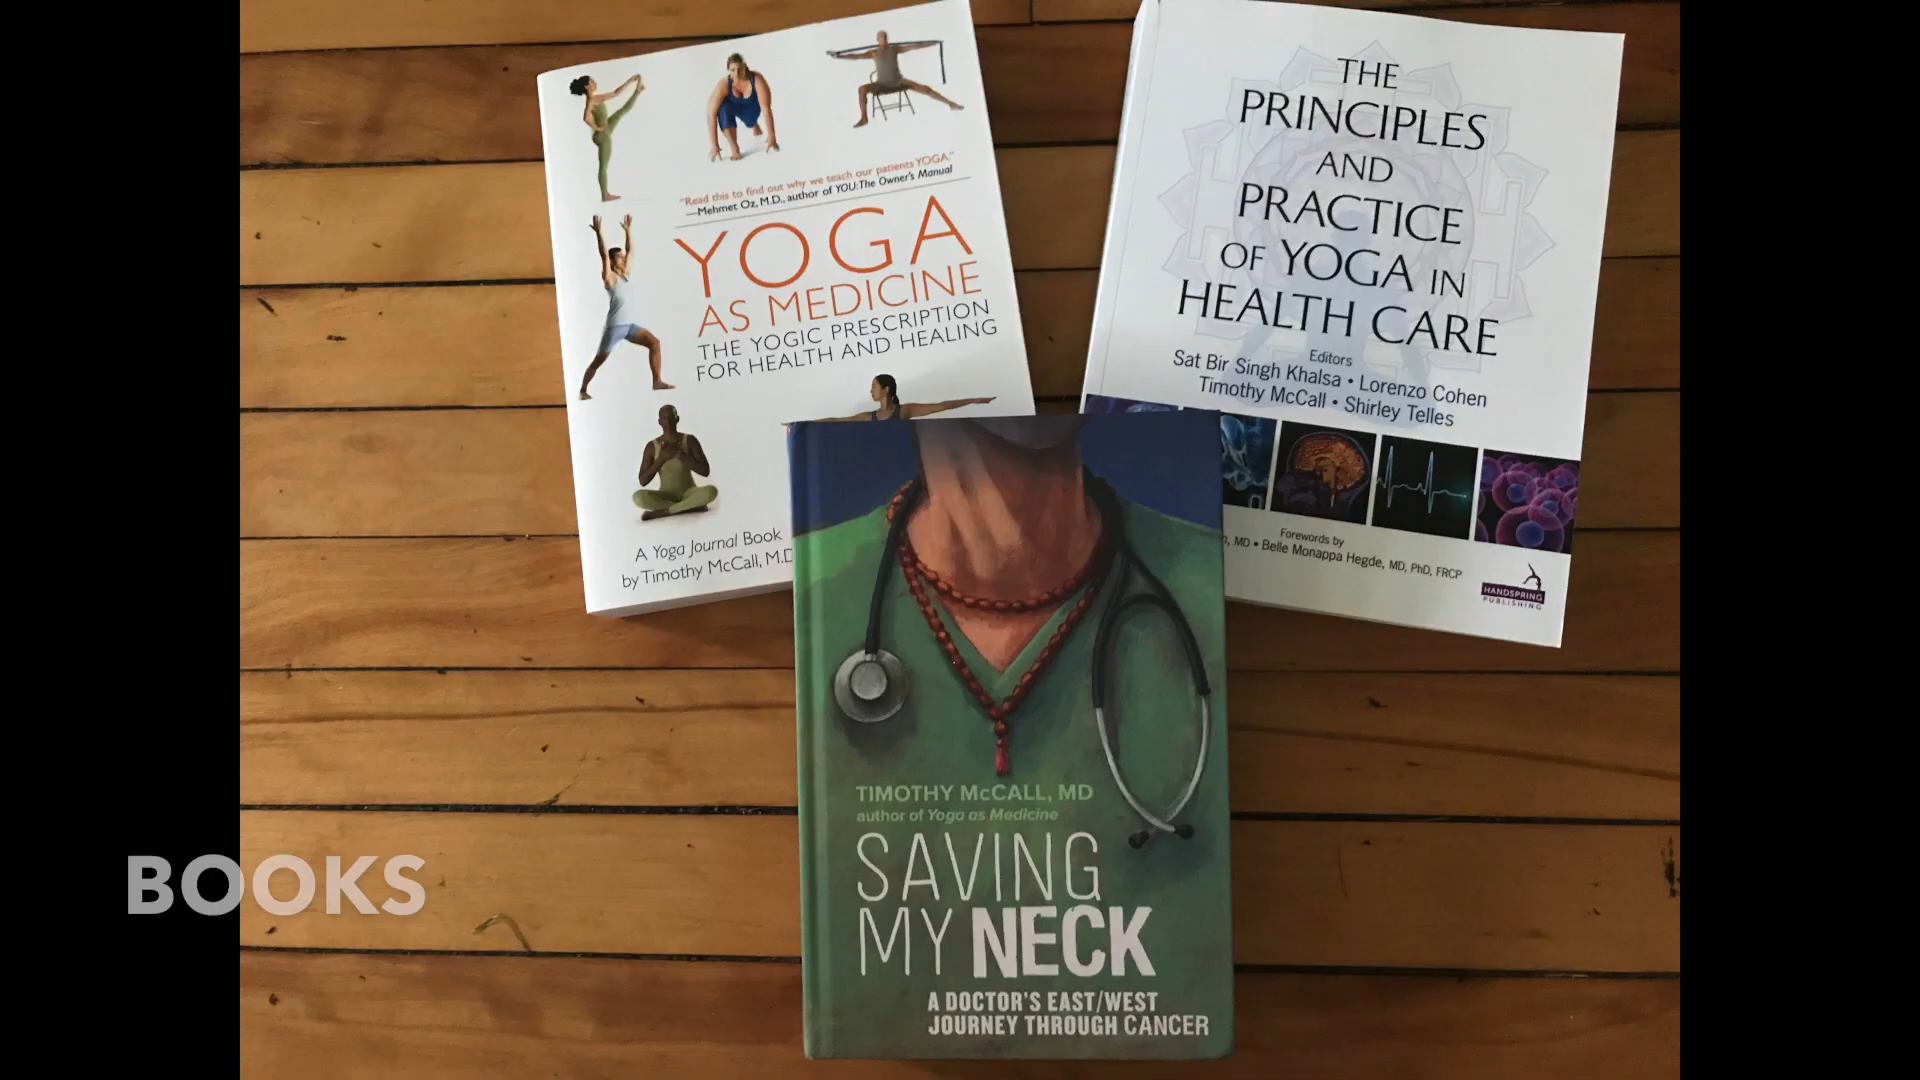 "Read this to find out why we teach our patients YOGA."
—Mehmet Oz, M.D., author of YOU: The Owner's Manual
YOGA
AS MEDICINE
THE YOGIC PRESCRIPTION
FOR HEALTH AND HEALING
A Yoga Journal Book
by Timothy McCall, M.D.
THE
PRINCIPLES
AND
PRACTICE
OF YOGA IN
HEALTH CARE
Editors
Sat Bir Singh Khalsa • Lorenzo Cohen
Timothy McCall • Shirley Telles
Forewords by
MD • Belle Monappa Hegde, MD, PhD, FRCP
HANDSPRING
PUBLISHING
TIMOTHY McCALL, MD
author of Yoga as Medicine
SAVING
MY NECK
A DOCTOR'S EAST/WEST
JOURNEY THROUGH CANCER
BOOKS